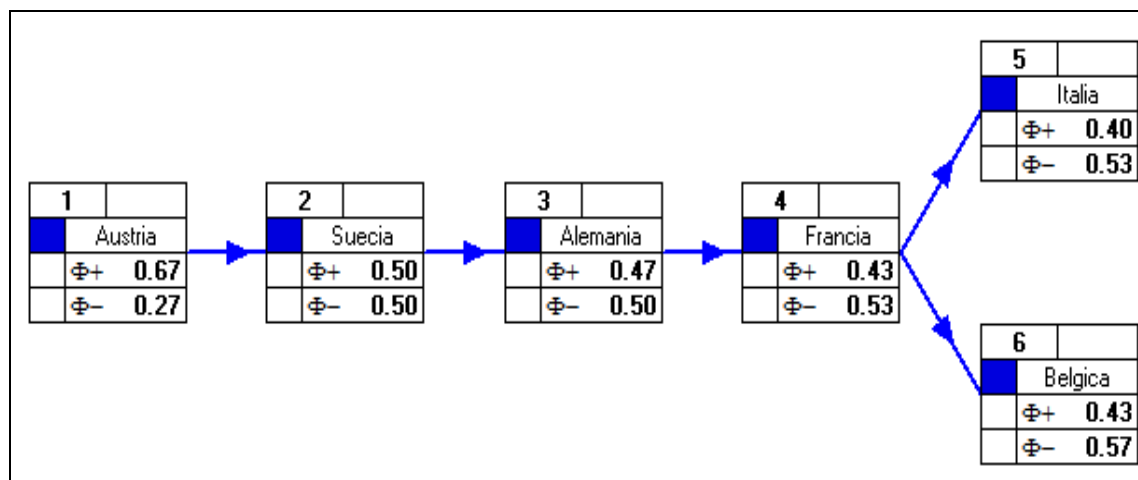 1
Austria
Φ+ 0.67
Φ− 0.27
2
Suecia
Φ+ 0.50
Φ− 0.50
3
Alemania
Φ+ 0.47
Φ− 0.50
4
Francia
Φ+ 0.43
Φ− 0.53
5
Italia
Φ+ 0.40
Φ− 0.53
6
Belgica
Φ+ 0.43
Φ− 0.57